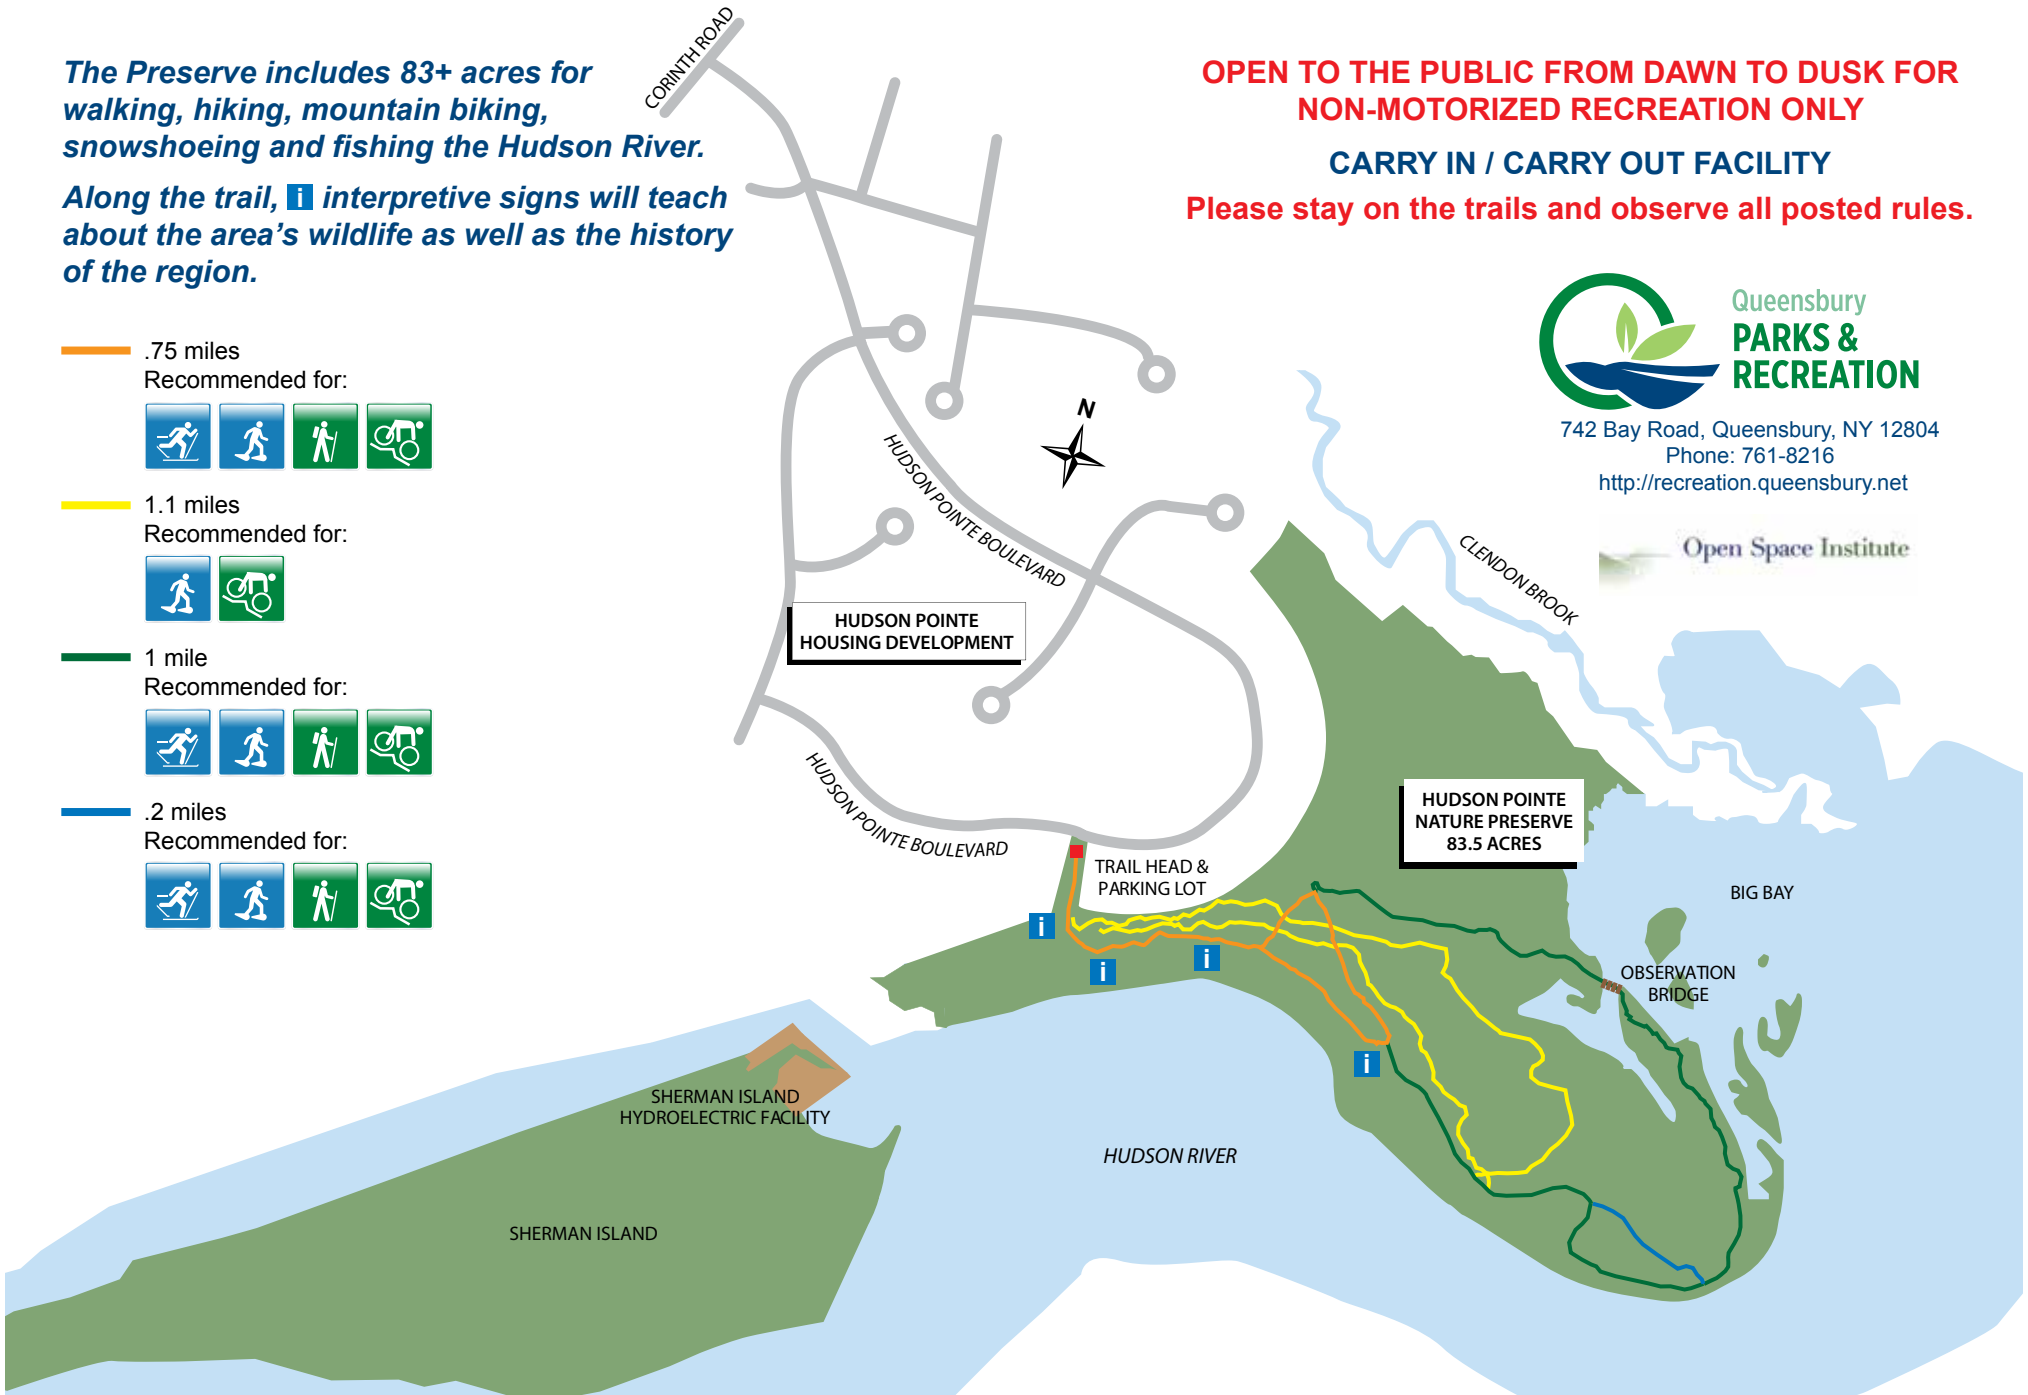 The Preserve includes 83+ acres for
walking, hiking, mountain biking,
snowshoeing and fishing the Hudson River.
Along the trail, i interpretive signs will teach
about the area's wildlife as well as the history
of the region.
.75 miles
Recommended for:
1.1 miles
Recommended for:
1 mile
Recommended for:
.2 miles
Recommended for:
OPEN TO THE PUBLIC FROM DAWN TO DUSK FOR
NON-MOTORIZED RECREATION ONLY
CARRY IN / CARRY OUT FACILITY
Please stay on the trails and observe all posted rules.
Queensbury
PARKS &
RECREATION
742 Bay Road, Queensbury, NY 12804
Phone: 761-8216
http://recreation.queensbury.net
Open Space Institute
CORINTH ROAD
N
HUDSON POINTE BOULEVARD
CLENDON BROOK
HUDSON POINTE
HOUSING DEVELOPMENT
HUDSON POINTE BOULEVARD
HUDSON POINTE
NATURE PRESERVE
83.5 ACRES
TRAIL HEAD &
PARKING LOT
BIG BAY
i
i
i
i
OBSERVATION
BRIDGE
SHERMAN ISLAND
HYDROELECTRIC FACILITY
HUDSON RIVER
SHERMAN ISLAND